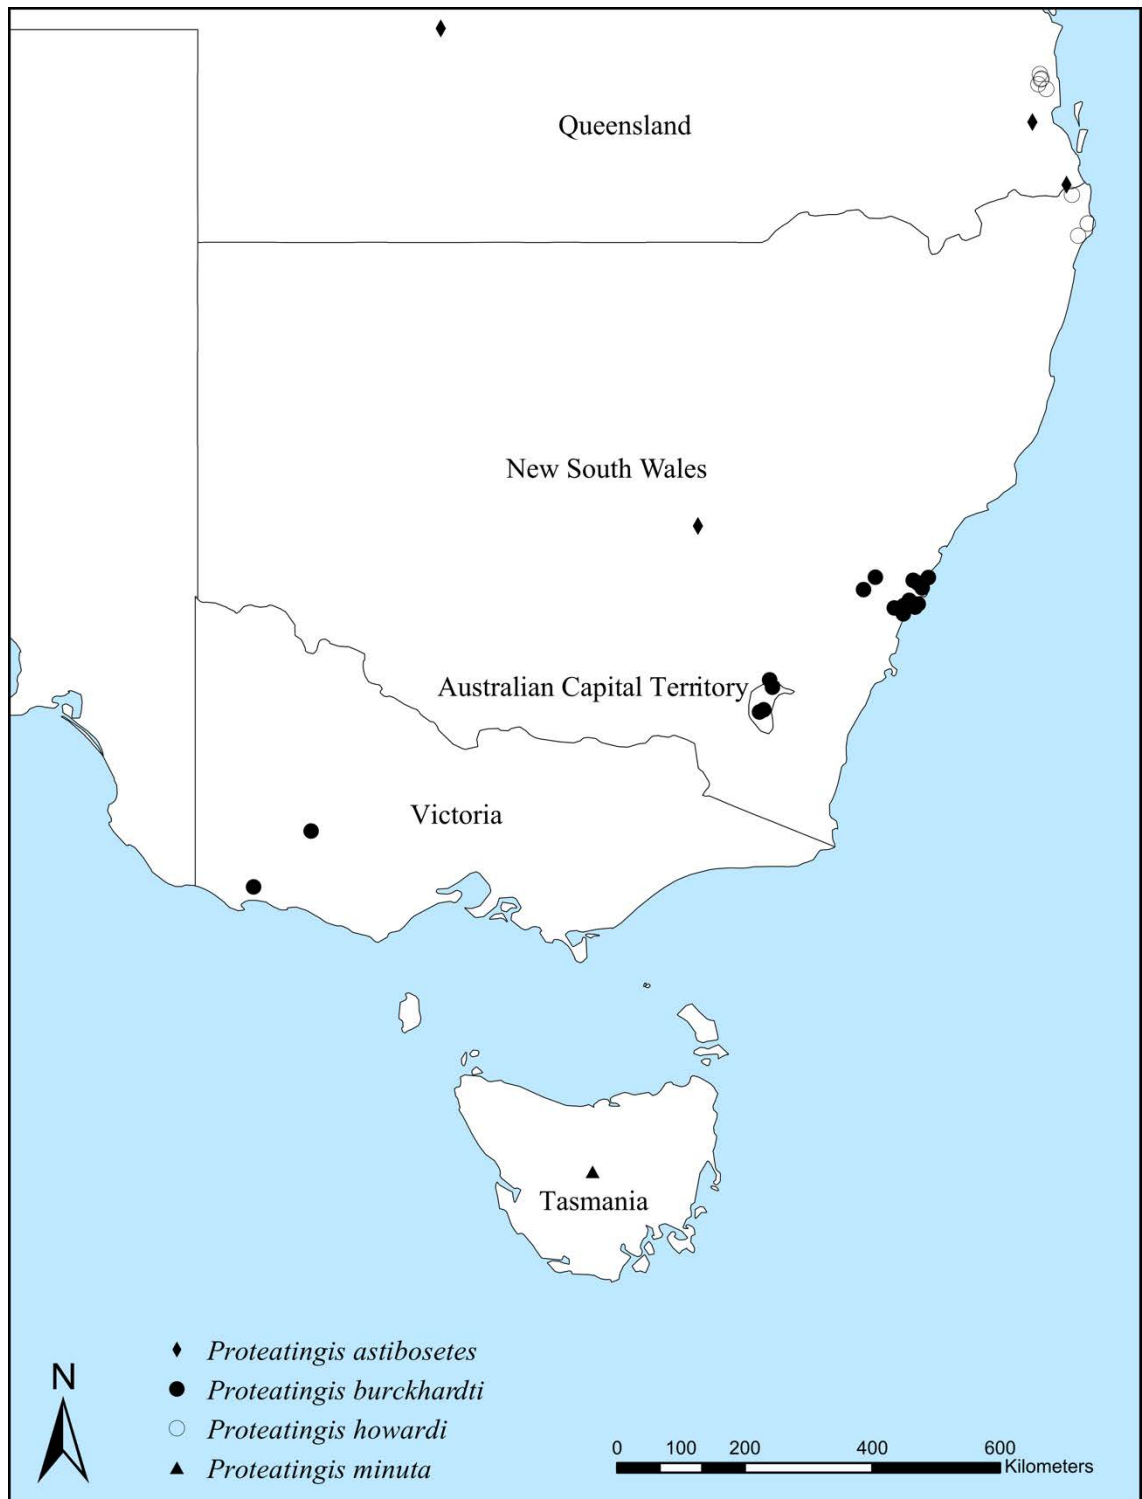 Queensland
New South Wales
Australian Capital Territory
Victoria
Tasmania
Proteatingis astibosetes
Proteatingis burckhardti
Proteatingis howardi
Proteatingis minuta
N
0 100 200 400 600
Kilometers